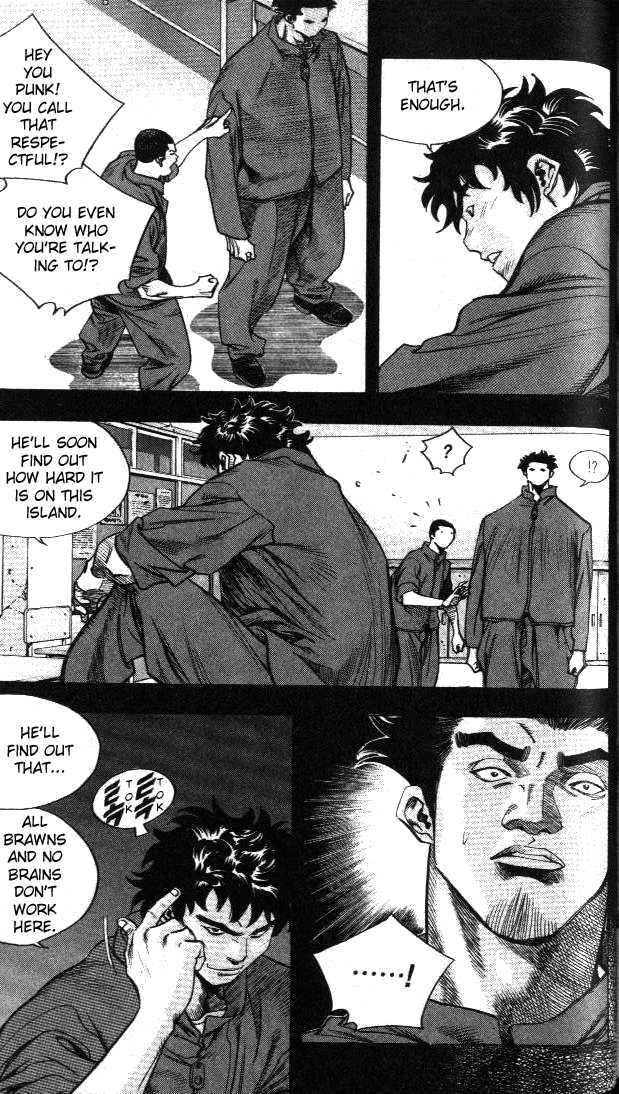 HEY
YOU
PUNK!
YOU CALL
THAT
RESPE-
CTFUL!?
DO YOU EVEN
KNOW WHO
YOU'RE TALK-
ING TO!?
THAT'S
ENOUGH.
HE'LL SOON
FIND OUT
HOW HARD IT
IS ON THIS
ISLAND.
?
!?
HE'LL
FIND OUT
THAT...
TOK
TOK
ALL
BRAWNS
AND NO
BRAINS
DON'T
WORK
HERE.
......!